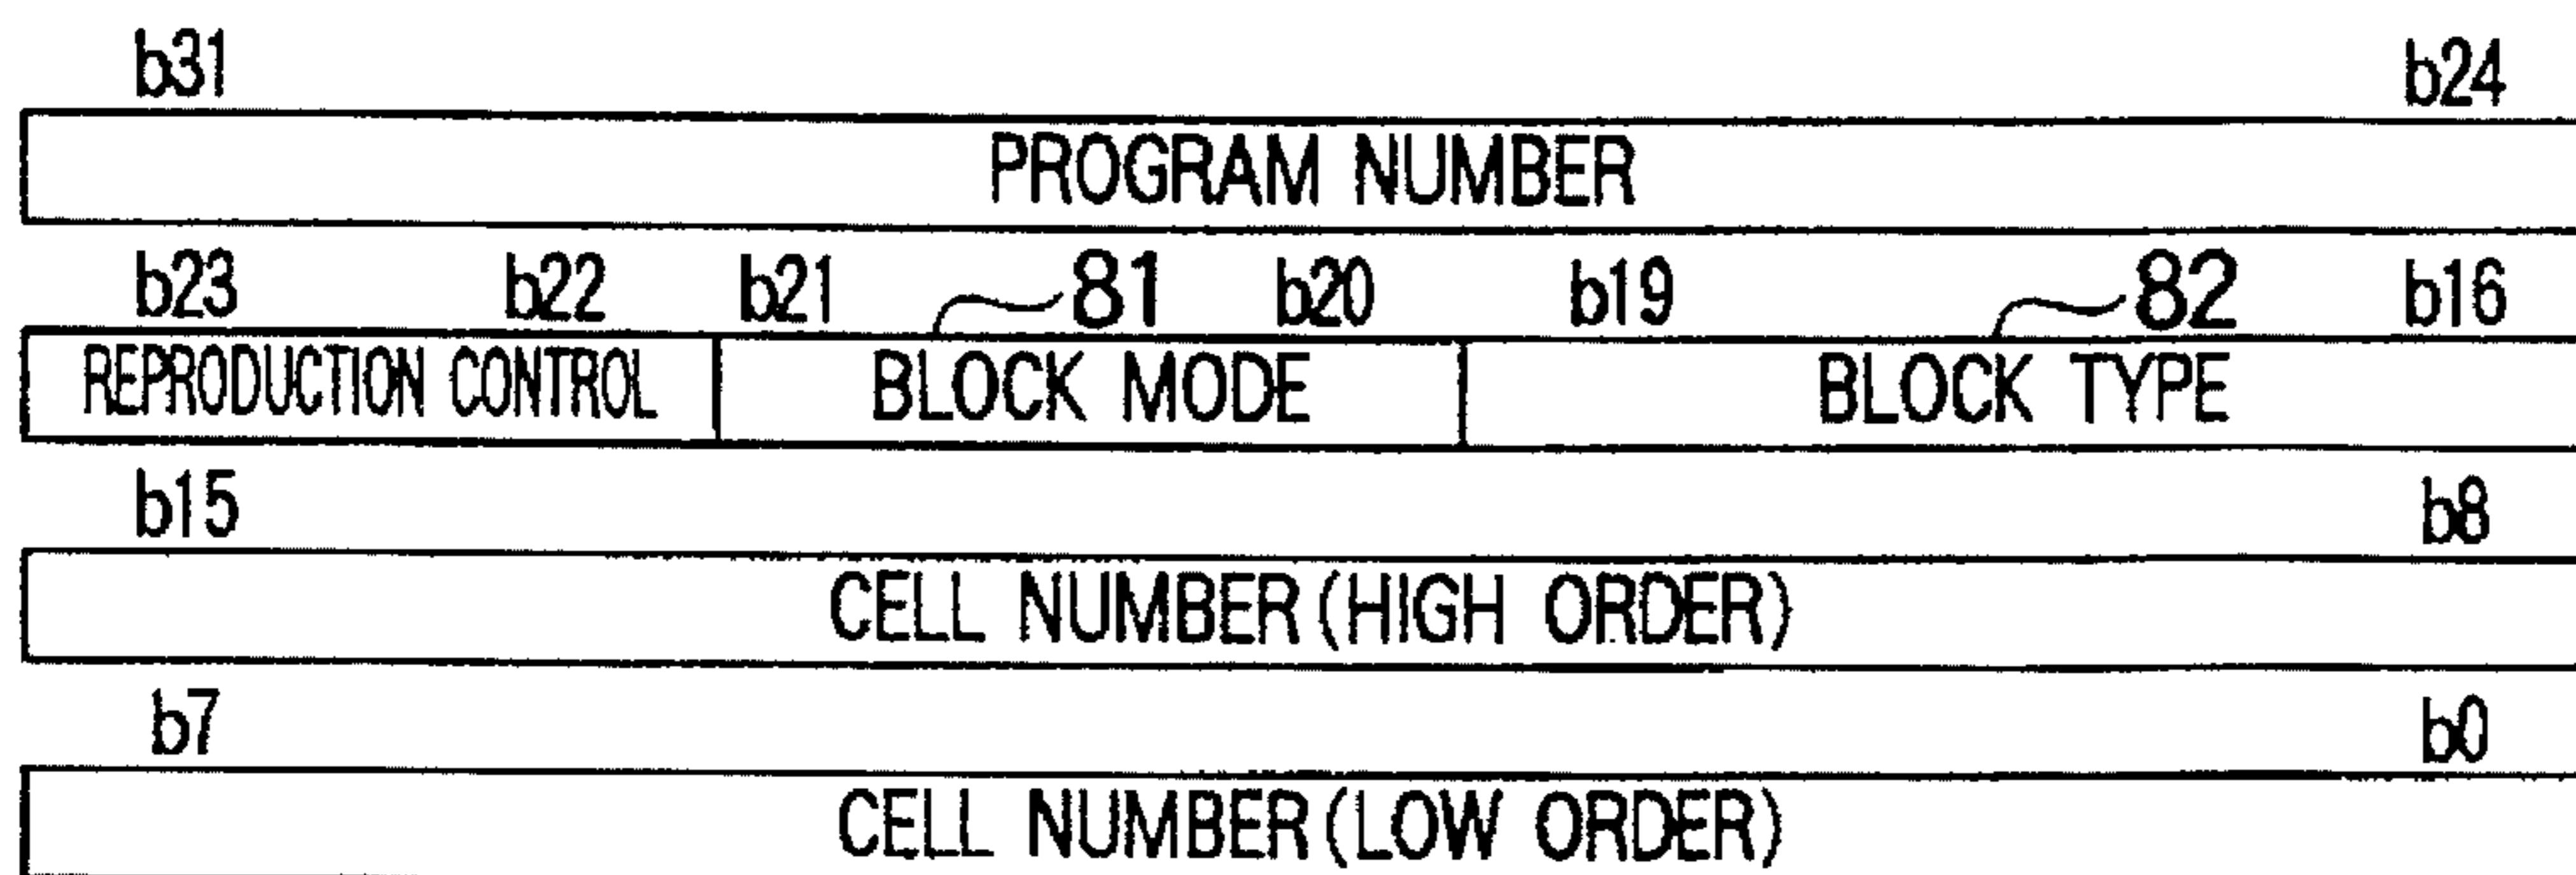 b31 b24
PROGRAM NUMBER
b23 b22 b21 81 b20 b19 82 b16
REPRODUCTION CONTROL BLOCK MODE BLOCK TYPE
b15 b8
CELL NUMBER (HIGH ORDER)
b7 b0
CELL NUMBER (LOW ORDER)